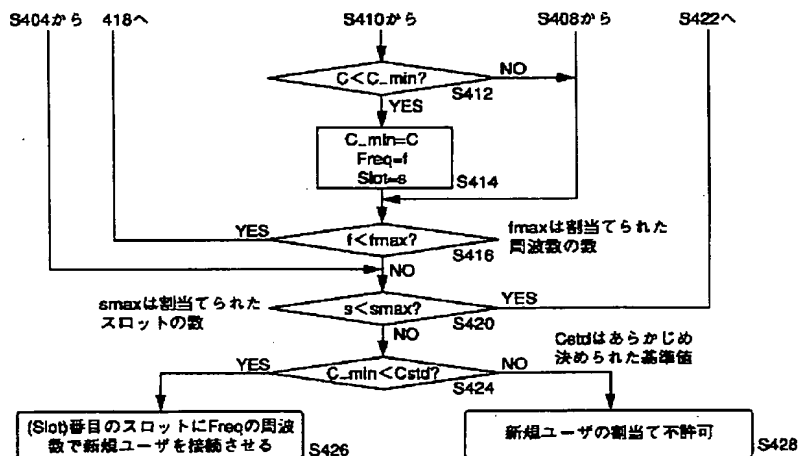 S404から 418へ S410から S408から S422へ
C<C_min?
NO
S412
YES
C_min=C
Freq=f
Slot=s
S414
YES
f<fmax?
S416
fmaxは割当てられた
周波数の数
NO
smaxは割当てられた
スロットの数
s<smax?
YES
S420
NO
Cstdはあらかじめ
決められた基準値
YES
C_min<Cstd?
NO
S424
(Slot)番目のスロットにFreqの周波
数で新規ユーザを接続させる
S426
新規ユーザの割当て不許可
S428